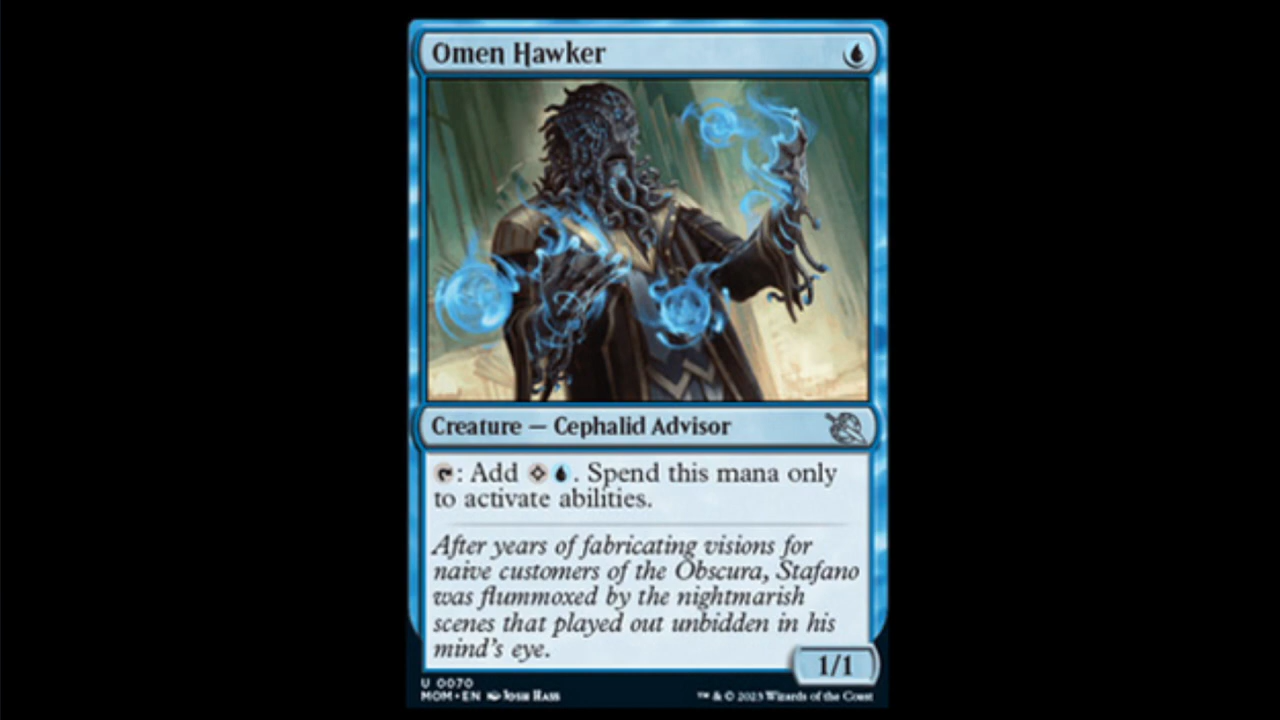 Omen Hawker
Creature — Cephalid Advisor
: Add . Spend this mana only
to activate abilities.
After years of fabricating visions for
naive customers of the Obscura, Stafano
was flummoxed by the nightmarish
scenes that played out unbidden in his
mind's eye.
1/1
U 0070
MOM • EN Josh Hass
™ & © 2023 Wizards of the Coast